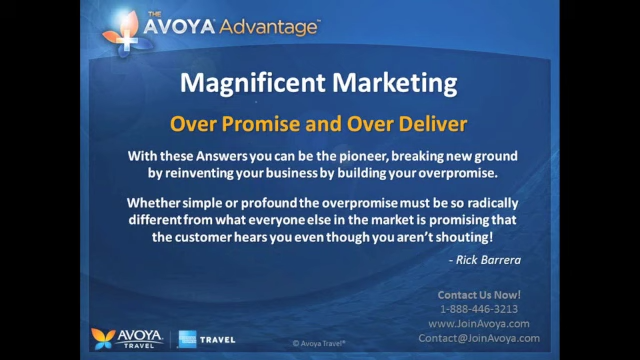 THE
AVOYA® Advantage™
Magnificent Marketing
Over Promise and Over Deliver
With these Answers you can be the pioneer, breaking new ground
by reinventing your business by building your overpromise.
Whether simple or profound the overpromise must be so radically
different from what everyone else in the market is promising that
the customer hears you even though you aren't shouting!
- Rick Barrera
Contact Us Now!
1-888-446-3213
www.JoinAvoya.com
Contact@JoinAvoya.com
AVOYA
TRAVEL
TRAVEL
© Avoya Travel®